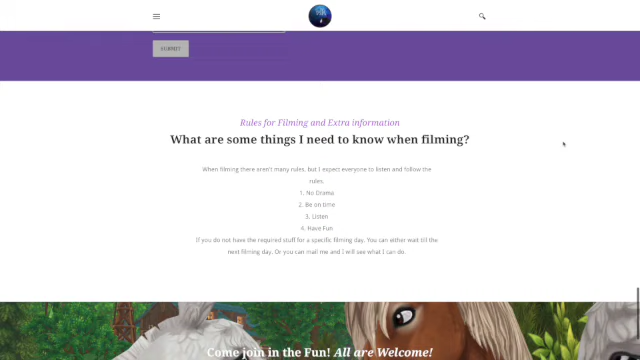 SUBMIT
Rules for Filming and Extra information
What are some things I need to know when filming?
When filming there aren't many rules, but I expect everyone to listen and follow the
rules.
1. No Drama
2. Be on time
3. Listen
4. Have Fun
If you do not have the required stuff for a specific filming day. You can either wait till the
next filming day. Or you can mail me and I will see what I can do.
Come join in the Fun! All are Welcome!